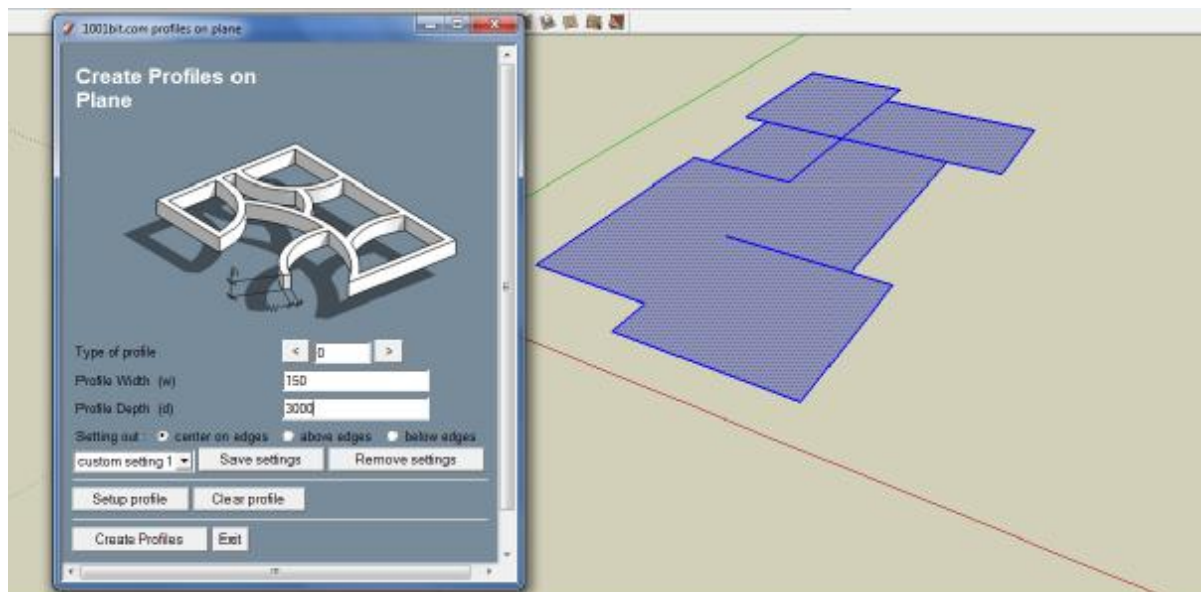 1001bit.com profiles on plane
Create Profiles on
Plane
Type of profile < 0 >
Profile Width (w) 150
Profile Depth (d) 3000
Setting out : center on edges above edges below edges
custom setting 1 Save settings Remove settings
Setup profile Clear profile
Create Profiles Exit